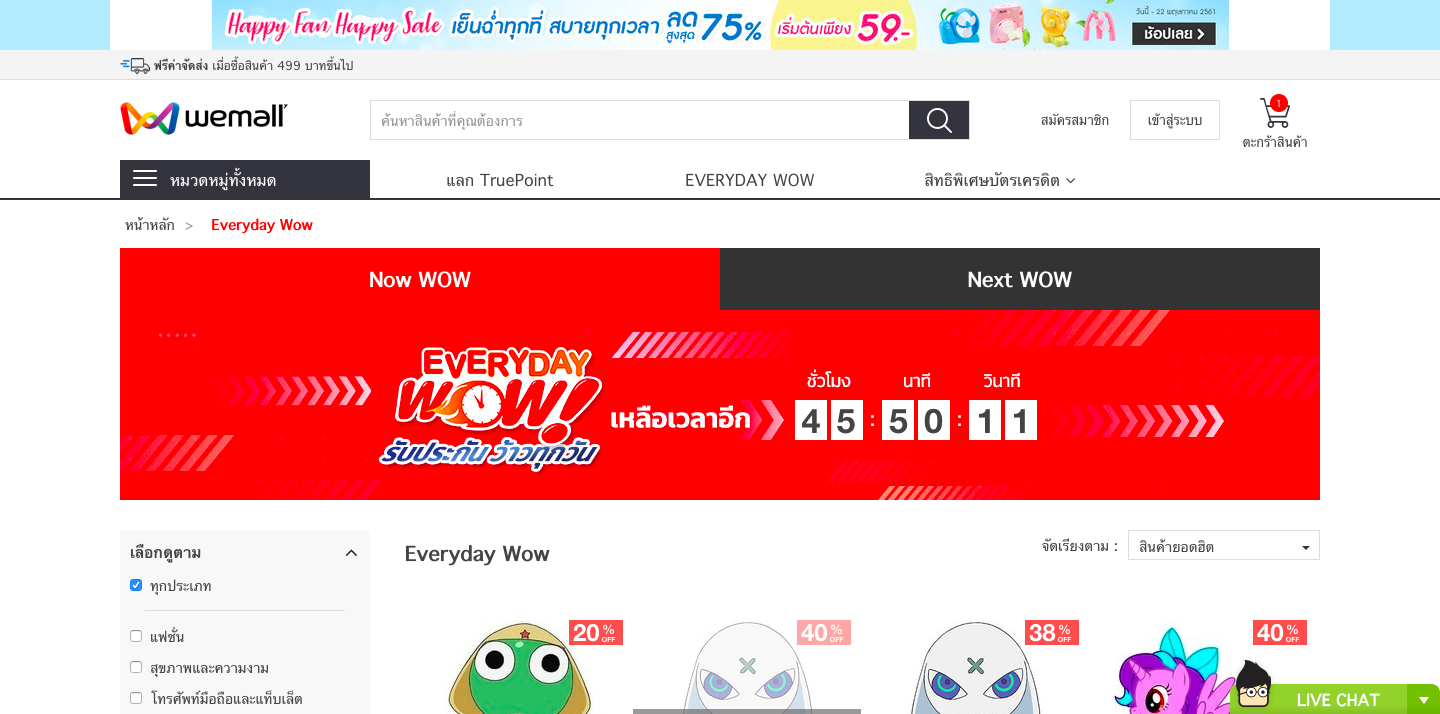 Happy Fan Happy Sale เย็นฉ่ำทุกที่ สบายทุกเวลา ลดสูงสุด 75% เริ่มต้นเพียง 59.-
วันนี้ - 22 พฤษภาคม 2561
ช้อปเลย
ฟรีค่าจัดส่ง เมื่อซื้อสินค้า 499 บาทขึ้นไป
wemall
ค้นหาสินค้าที่คุณต้องการ
สมัครสมาชิก
เข้าสู่ระบบ
1
ตะกร้าสินค้า
หมวดหมู่ทั้งหมด
แลก TruePoint
EVERYDAY WOW
สิทธิพิเศษบัตรเครดิต
หน้าหลัก > Everyday Wow
Now WOW
Next WOW
EVERYDAY
WOW!
รับประกัน ว้าวทุกวัน
เหลือเวลาอีก
ชั่วโมง นาที วินาที
45 : 50 : 11
เลือกดูตาม
ทุกประเภท
แฟชั่น
สุขภาพและความงาม
โทรศัพท์มือถือและแท็บเล็ต
Everyday Wow
จัดเรียงตาม :
สินค้ายอดฮิต
20% OFF
40% OFF
38% OFF
40% OFF
LIVE CHAT